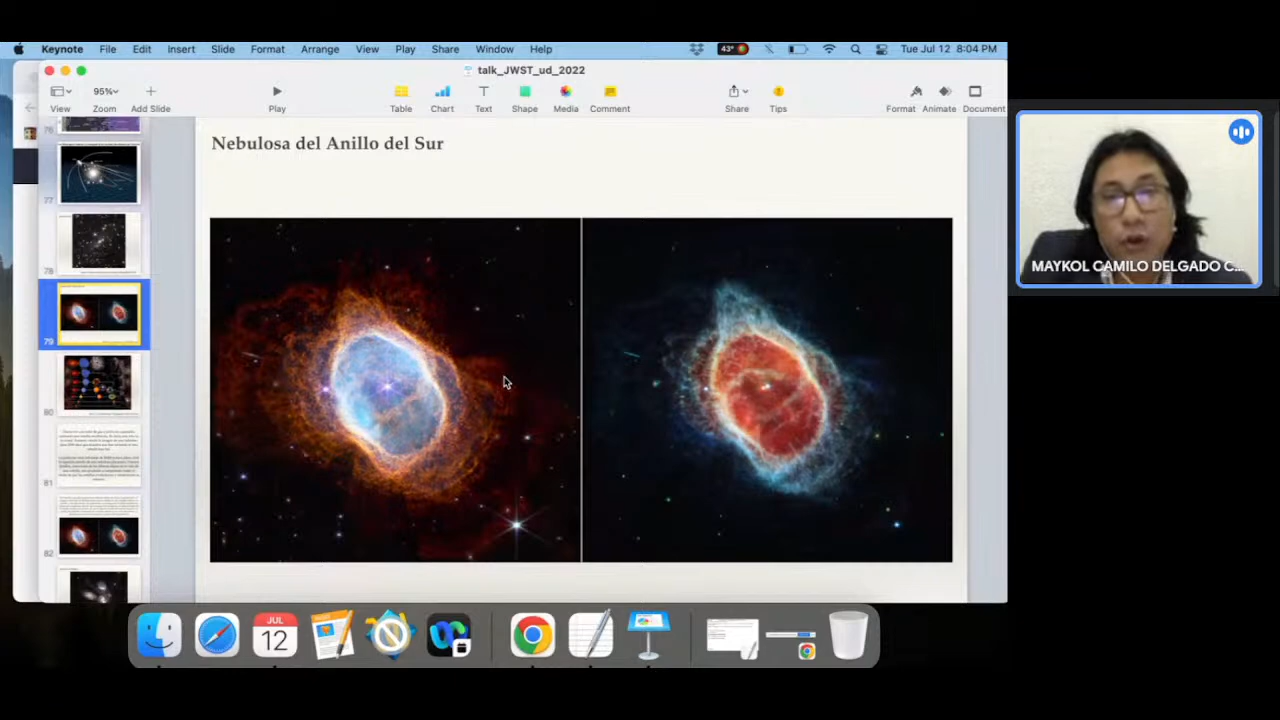 Keynote File Edit Insert Slide Format Arrange View Play Share Window Help 43° Tue Jul 12 8:04 PM
talk_JWST_ud_2022
95%
View Zoom Add Slide Play Table Chart Text Shape Media Comment Share Tips Format Animate Document
Nebulosa del Anillo del Sur
76
77
78
79
80
81
82
MAYKOL CAMILO DELGADO C...
JUL
12